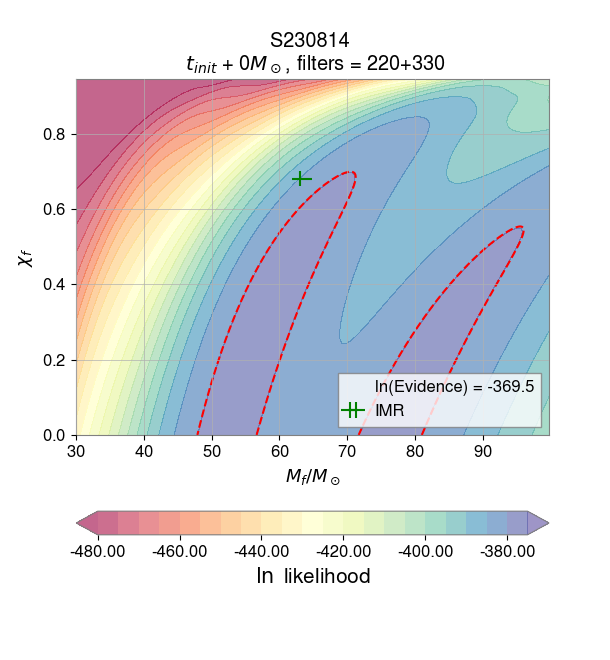 S230814
t_init + 0M_⊙, filters = 220+330
χ_f
0.8
0.6
0.4
0.2
0.0
30 40 50 60 70 80 90
M_f/M_⊙
ln(Evidence) = -369.5
IMR
-480.00 -460.00 -440.00 -420.00 -400.00 -380.00
ln likelihood